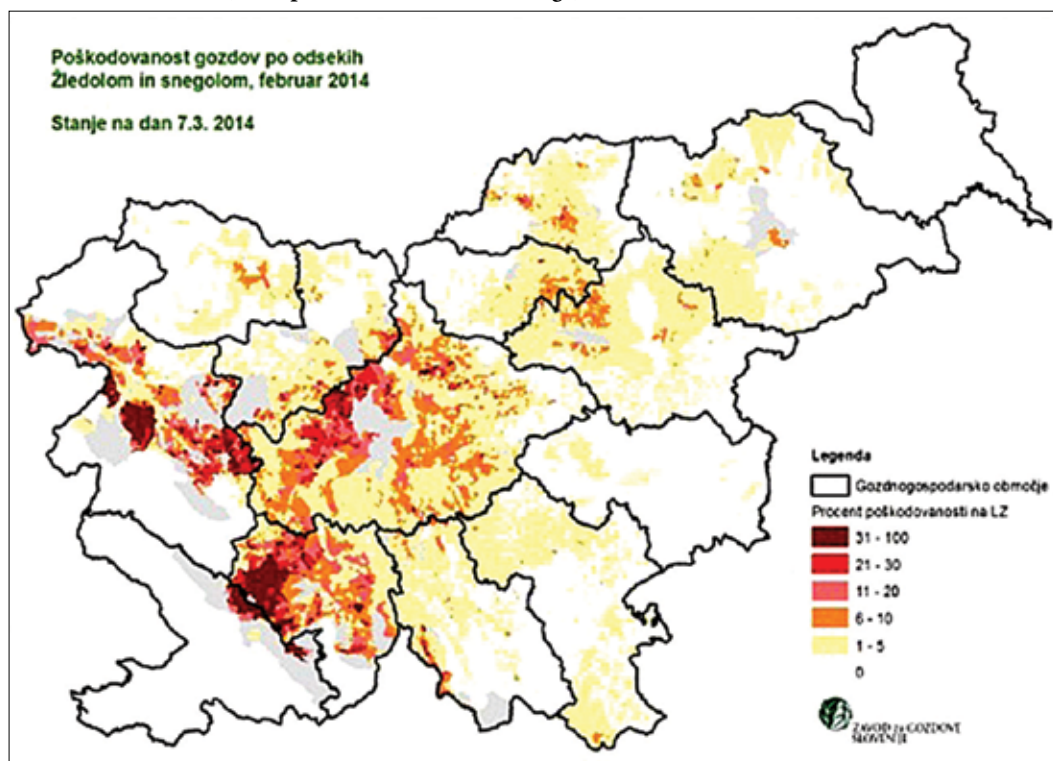 Poškodovanost gozdov po odsekih
Žledolom in snegolom, februar 2014
Stanje na dan 7.3. 2014
Legenda
Gozdnogospodarsko območje
Procent poškodovanosti na LZ
31 - 100
21 - 30
11 - 20
6 - 10
1 - 5
0
ZAVOD za GOZDOVE
SLOVENIJE